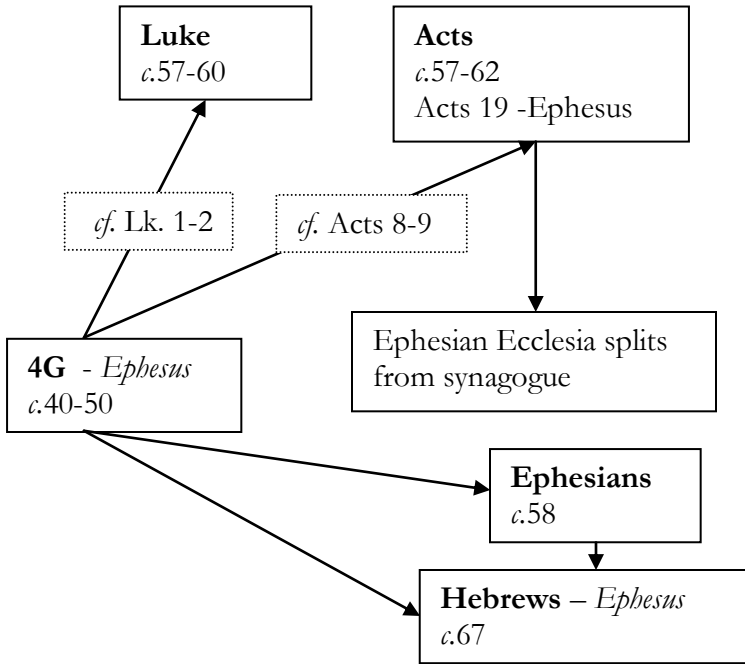 Luke
c.57-60
Acts
c.57-62
Acts 19 -Ephesus
cf. Lk. 1-2
cf. Acts 8-9
4G - Ephesus
c.40-50
Ephesian Ecclesia splits
from synagogue
Ephesians
c.58
Hebrews – Ephesus
c.67